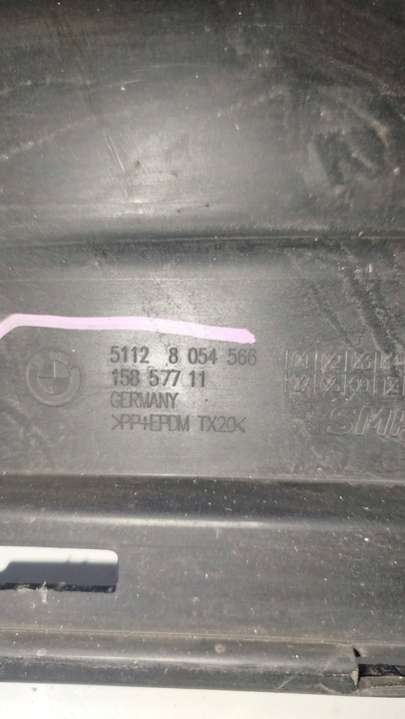 5112 8 054 566
158 577 11
GERMANY
>PP+EPDM TX20<